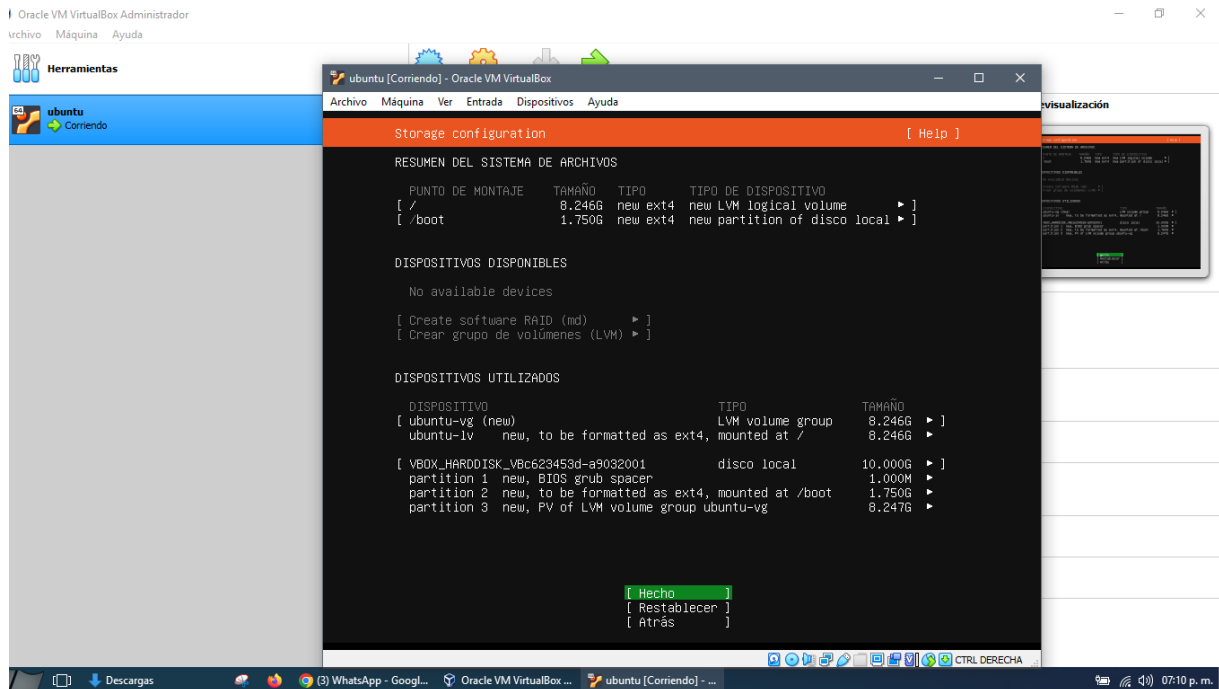 Oracle VM VirtualBox Administrador
Archivo Máquina Ayuda
Herramientas
64
ubuntu
Corriendo
ubuntu [Corriendo] - Oracle VM VirtualBox
Archivo Máquina Ver Entrada Dispositivos Ayuda
evisualización
Storage configuration [ Help ]
RESUMEN DEL SISTEMA DE ARCHIVOS
PUNTO DE MONTAJE TAMAÑO TIPO TIPO DE DISPOSITIVO
[ / 8.246G new ext4 new LVM logical volume ▸ ]
[ /boot 1.750G new ext4 new partition of disco local ▸ ]
DISPOSITIVOS DISPONIBLES
No available devices
[ Create software RAID (md) ▸ ]
[ Crear grupo de volúmenes (LVM) ▸ ]
DISPOSITIVOS UTILIZADOS
DISPOSITIVO TIPO TAMAÑO
[ ubuntu-vg (new) LVM volume group 8.246G ▸ ]
ubuntu-lv new, to be formatted as ext4, mounted at / 8.246G ▸
[ VBOX_HARDDISK_VBc623453d-a9032001 disco local 10.000G ▸ ]
partition 1 new, BIOS grub spacer 1.000M ▸
partition 2 new, to be formatted as ext4, mounted at /boot 1.750G ▸
partition 3 new, PV of LVM volume group ubuntu-vg 8.247G ▸
[ Hecho ]
[ Restablecer ]
[ Atrás ]
CTRL DERECHA
Descargas
(3) WhatsApp - Googl...
Oracle VM VirtualBox ...
ubuntu [Corriendo] - ...
07:10 p. m.